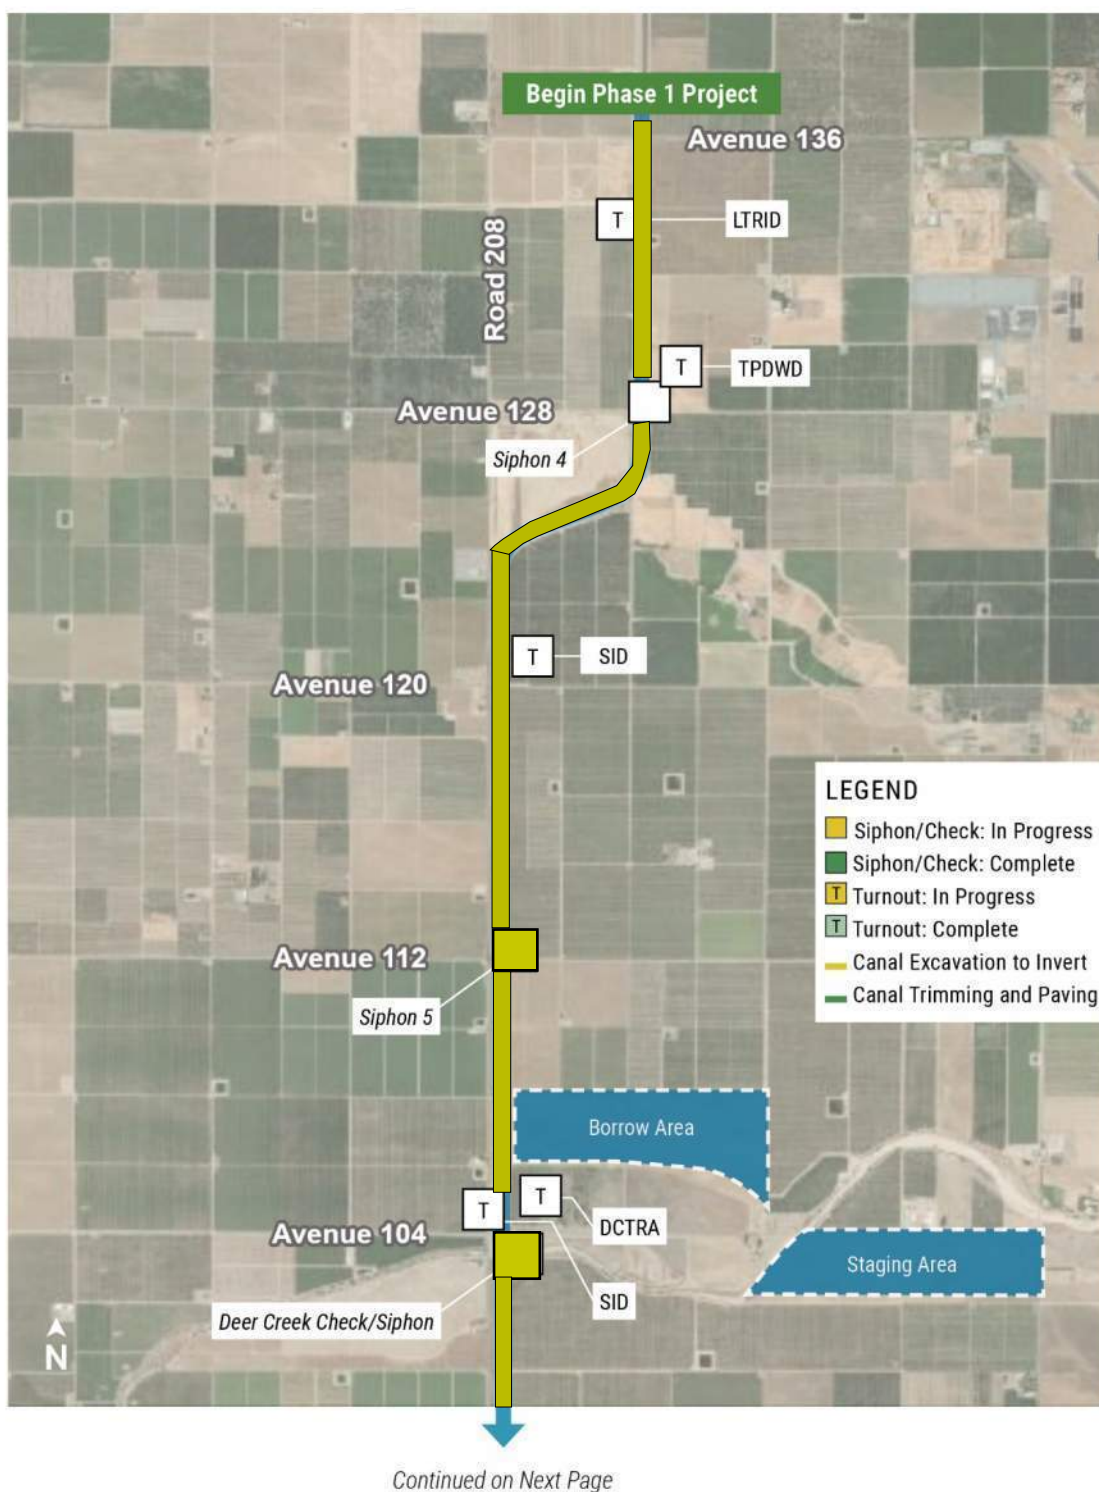 Begin Phase 1 Project
Avenue 136
T
LTRID
Road 208
T
TPDWD
Avenue 128
Siphon 4
T
SID
Avenue 120
LEGEND
Siphon/Check: In Progress
Siphon/Check: Complete
T Turnout: In Progress
T Turnout: Complete
Canal Excavation to Invert
Canal Trimming and Paving
Avenue 112
Siphon 5
Borrow Area
T
T
DCTRA
Avenue 104
Staging Area
SID
Deer Creek Check/Siphon
N
Continued on Next Page